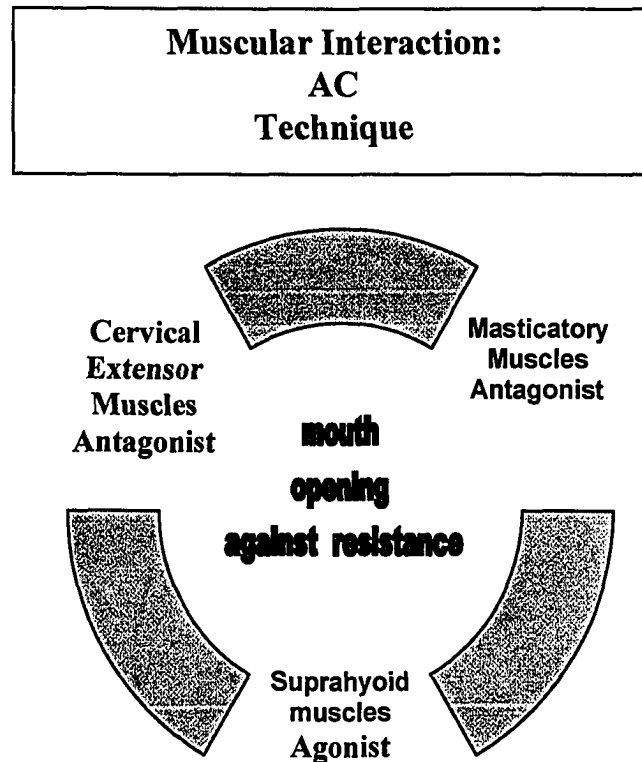 Muscular Interaction:
AC
Technique
Cervical
Extensor
Muscles
Antagonist
Masticatory
Muscles
Antagonist
mouth
opening
against resistance
Suprahyoid
muscles
Agonist